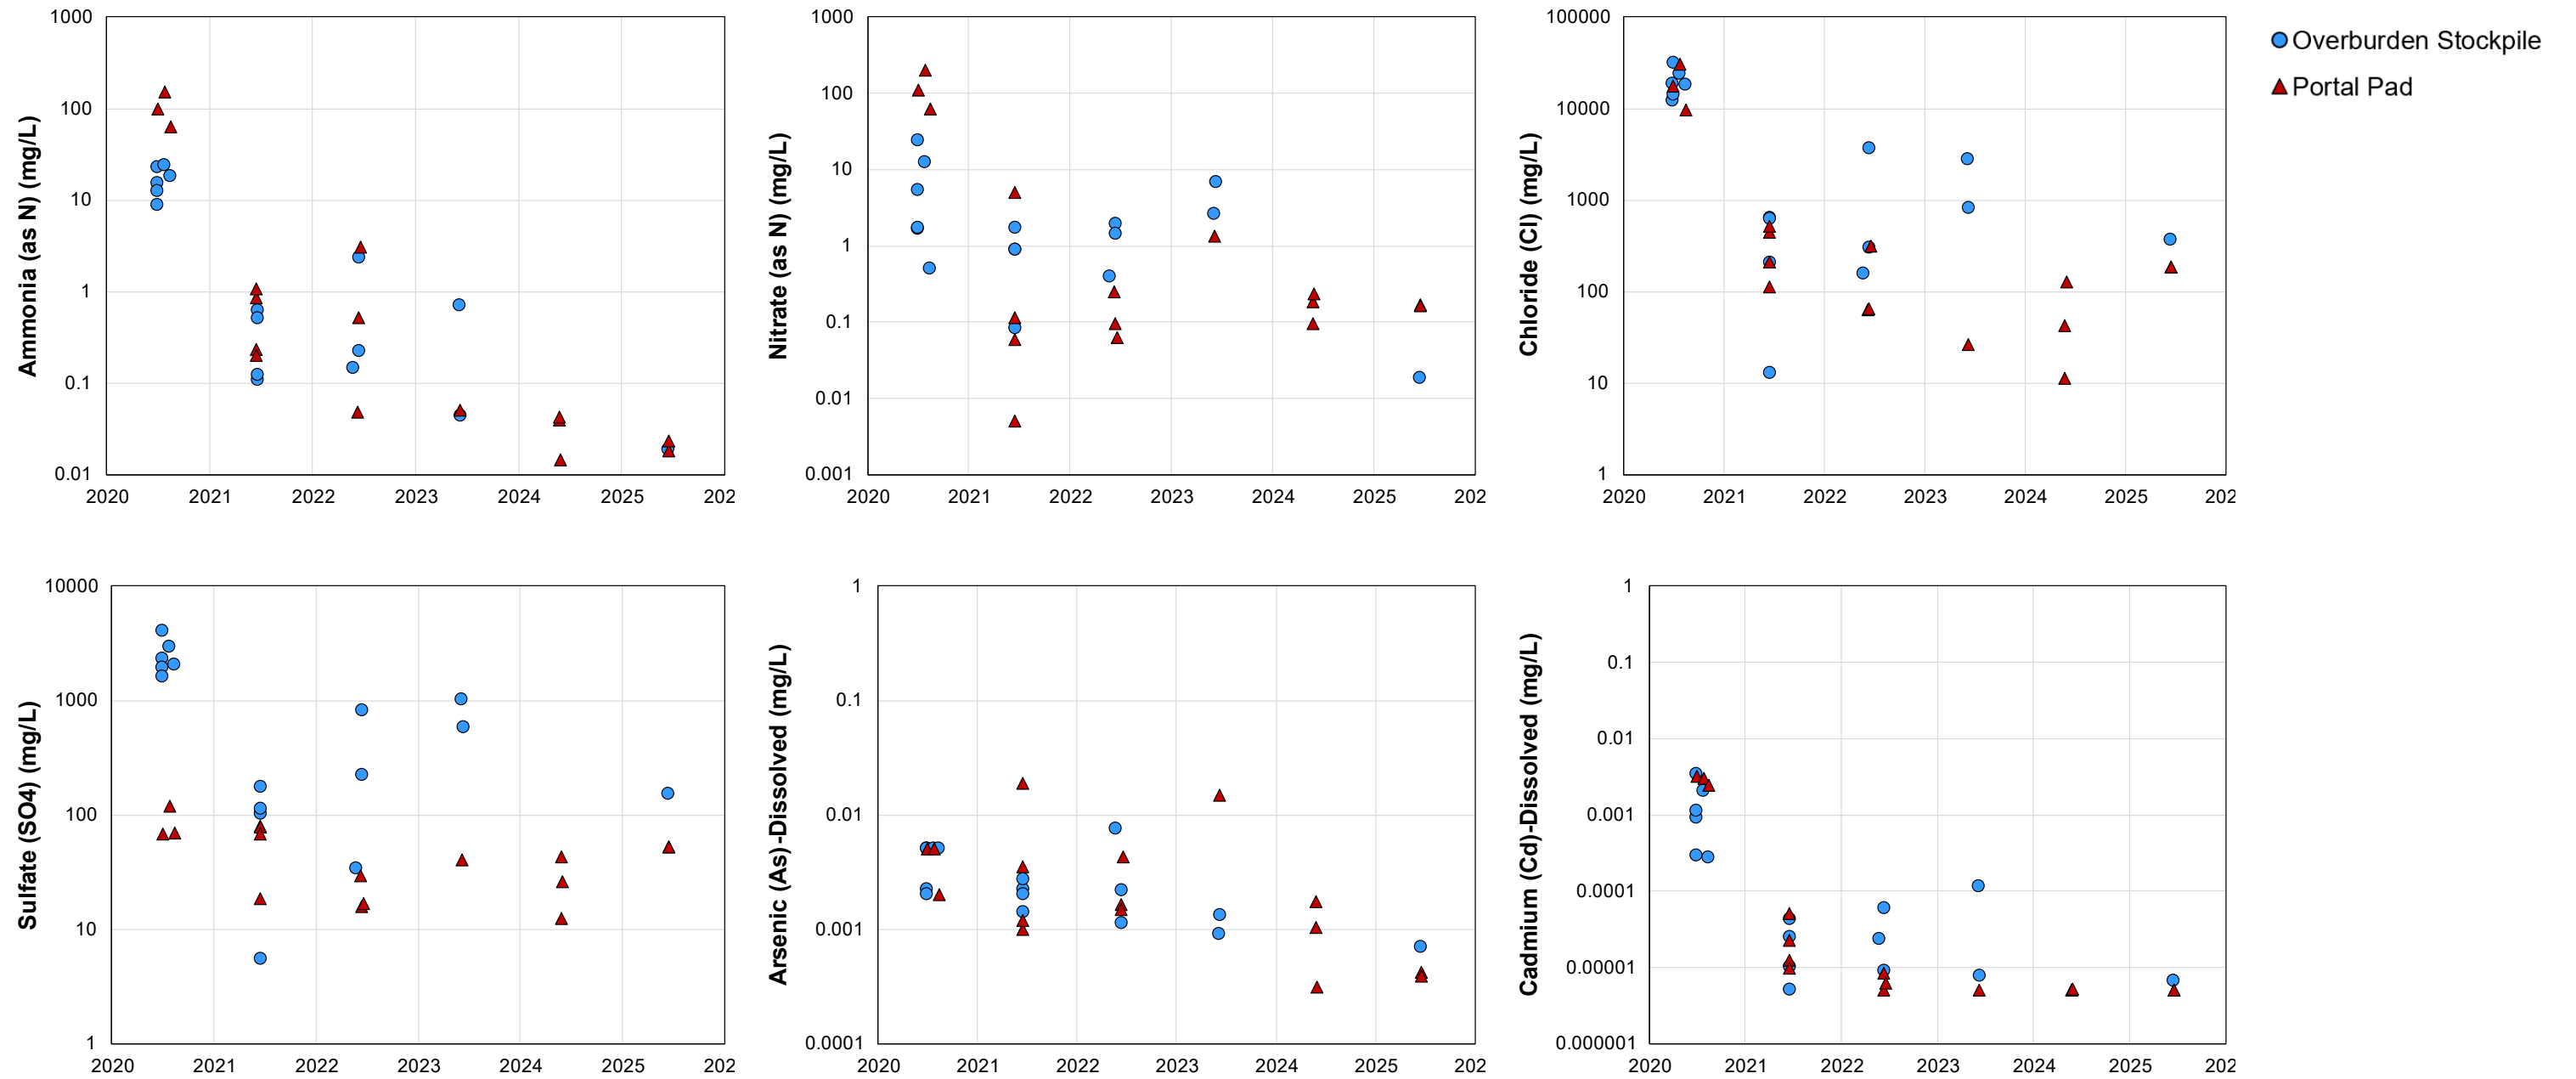 Overburden Stockpile
Portal Pad
Ammonia (as N) (mg/L)
1000
100
10
1
0.1
0.01
2020 2021 2022 2023 2024 2025 202
Nitrate (as N) (mg/L)
1000
100
10
1
0.1
0.01
0.001
2020 2021 2022 2023 2024 2025 202
Chloride (Cl) (mg/L)
100000
10000
1000
100
10
1
2020 2021 2022 2023 2024 2025 202
Sulfate (SO4) (mg/L)
10000
1000
100
10
1
2020 2021 2022 2023 2024 2025 202
Arsenic (As)-Dissolved (mg/L)
1
0.1
0.01
0.001
0.0001
2020 2021 2022 2023 2024 2025 202
Cadmium (Cd)-Dissolved (mg/L)
1
0.1
0.01
0.001
0.0001
0.00001
0.000001
2020 2021 2022 2023 2024 2025 202